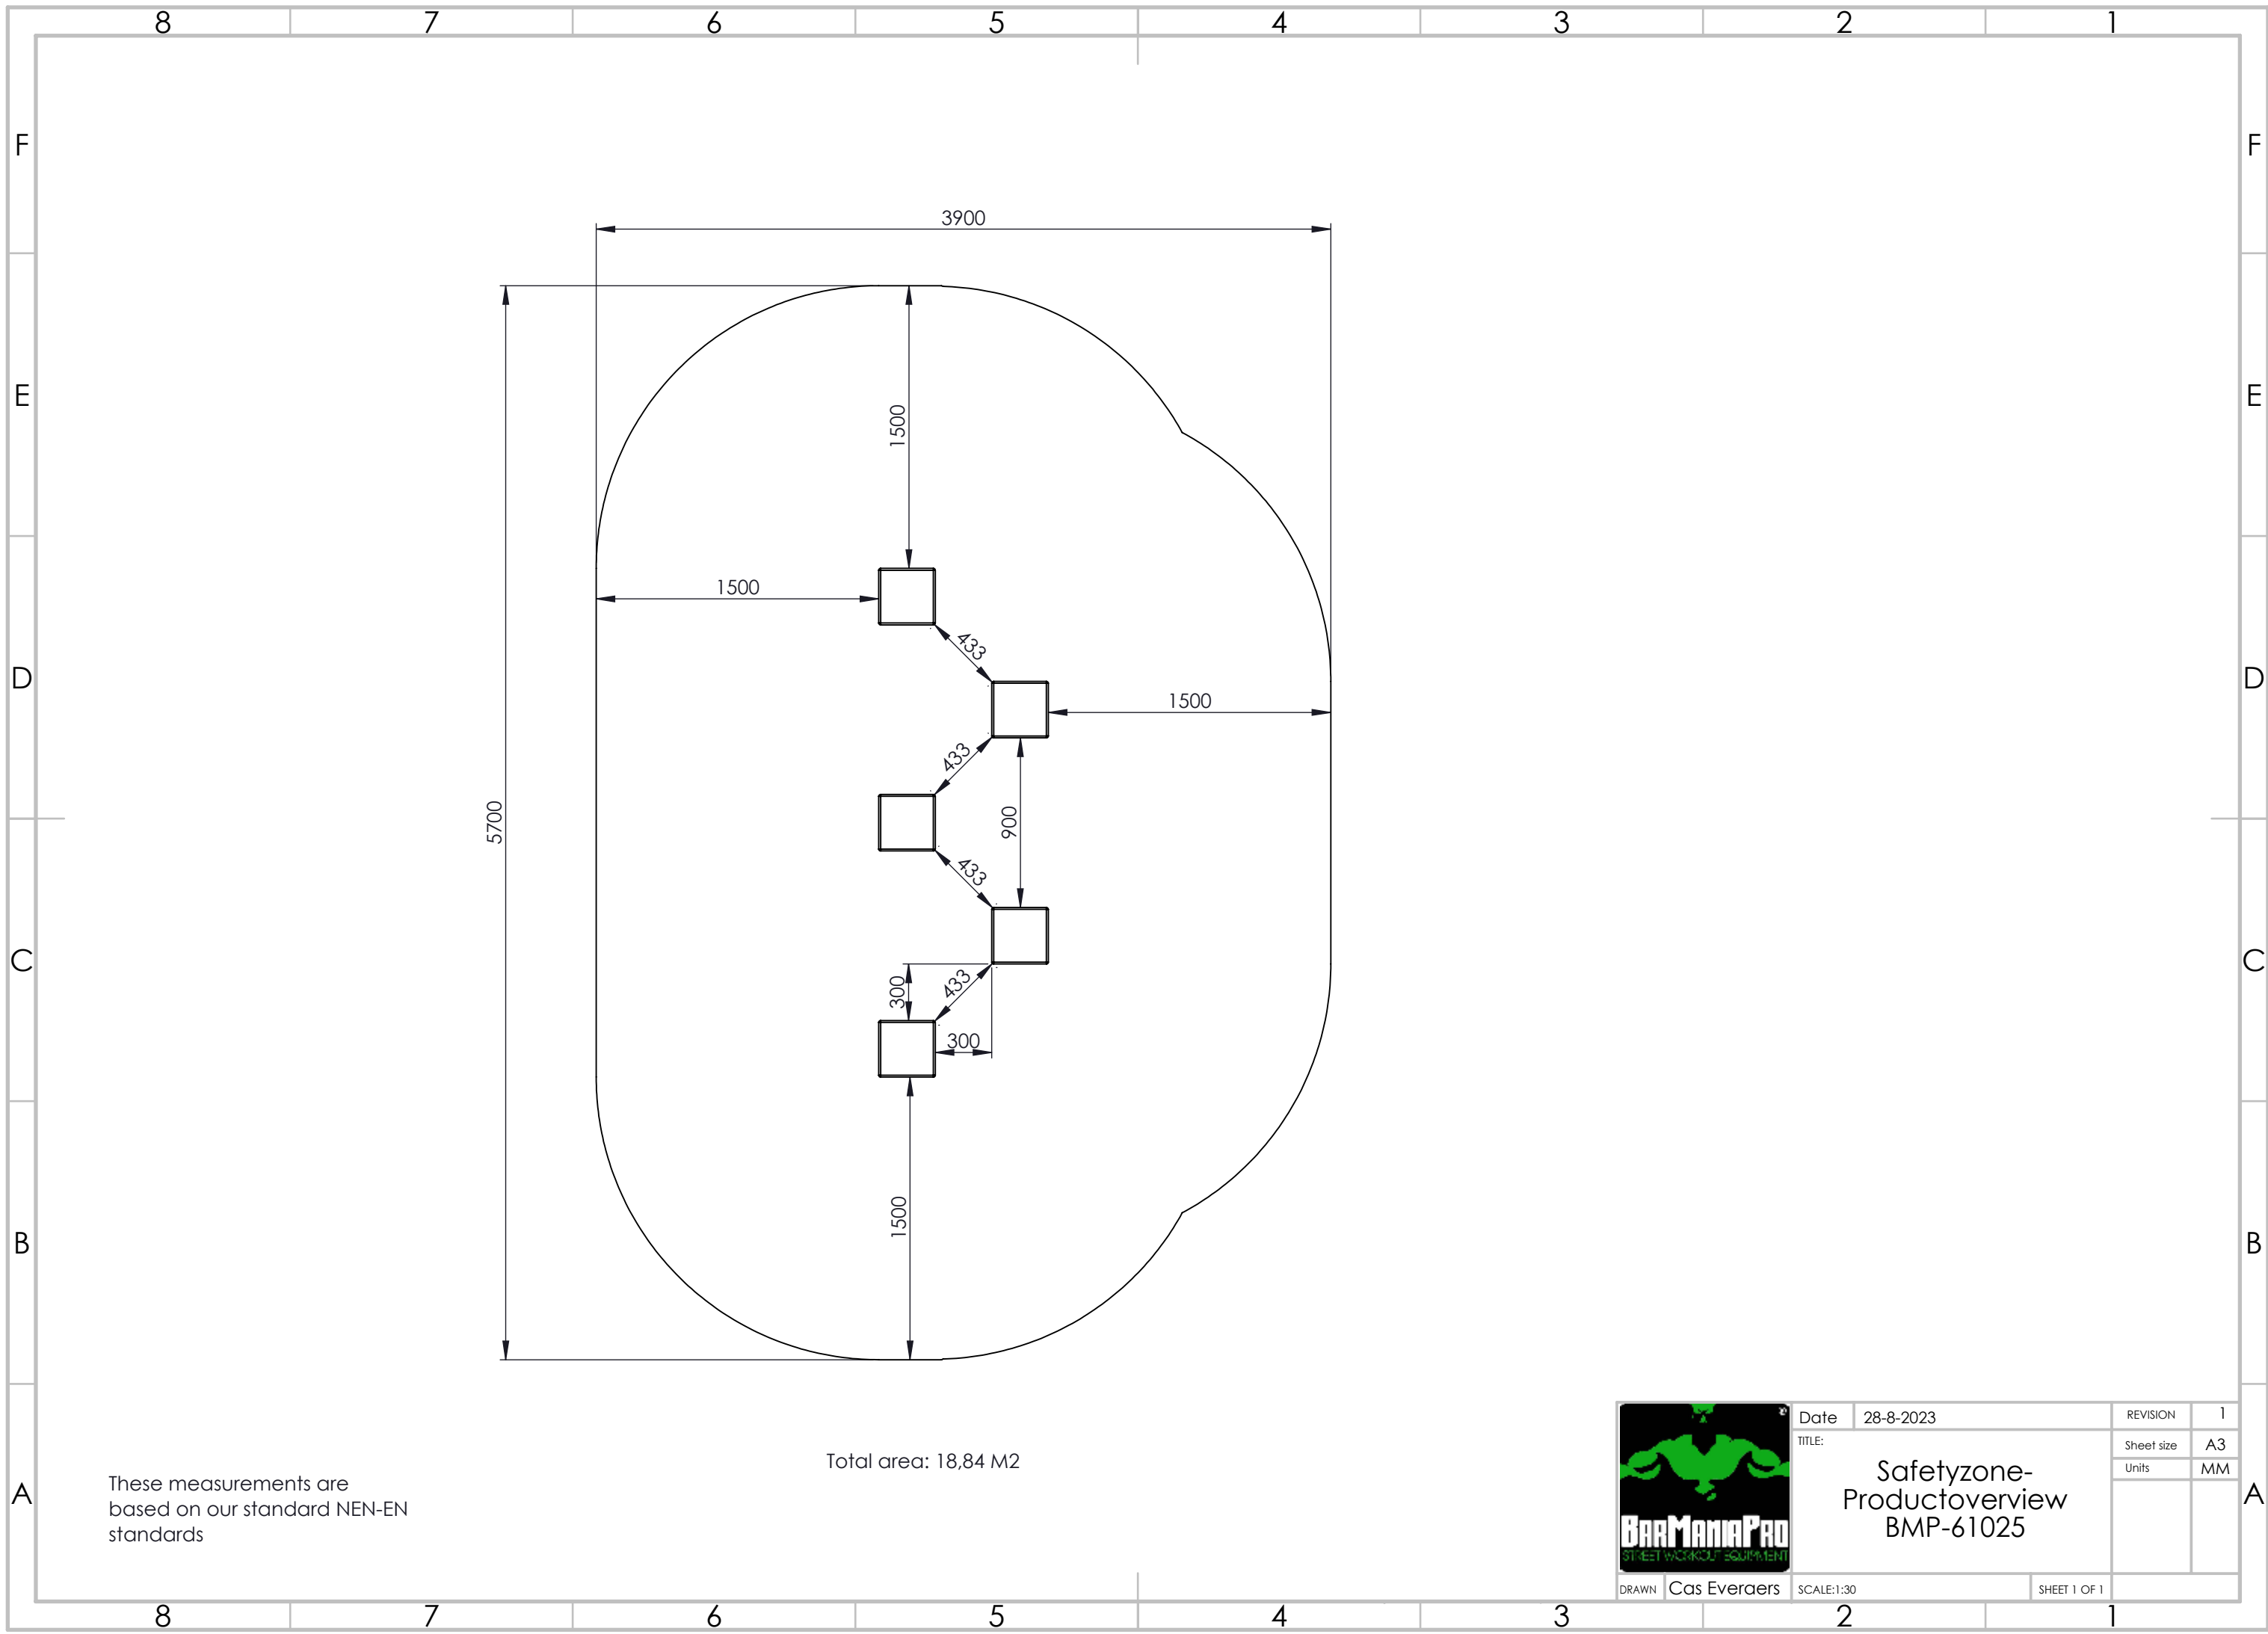 8 7 6 5 4 3 2 1
F F
E E
D D
C C
B B
A A
3900
1500
1500
433
1500
433
5700
900
433
300
433
300
1500
Total area: 18,84 M2
These measurements are
based on our standard NEN-EN
standards
Date 28-8-2023
REVISION 1
TITLE:
Safetyzone-
Productoverview
BMP-61025
Sheet size A3
Units MM
BARMANIAPRO
STREET WORKOUT EQUIPMENT
DRAWN Cas Everaers
SCALE:1:30
SHEET 1 OF 1
8 7 6 5 4 3 2 1